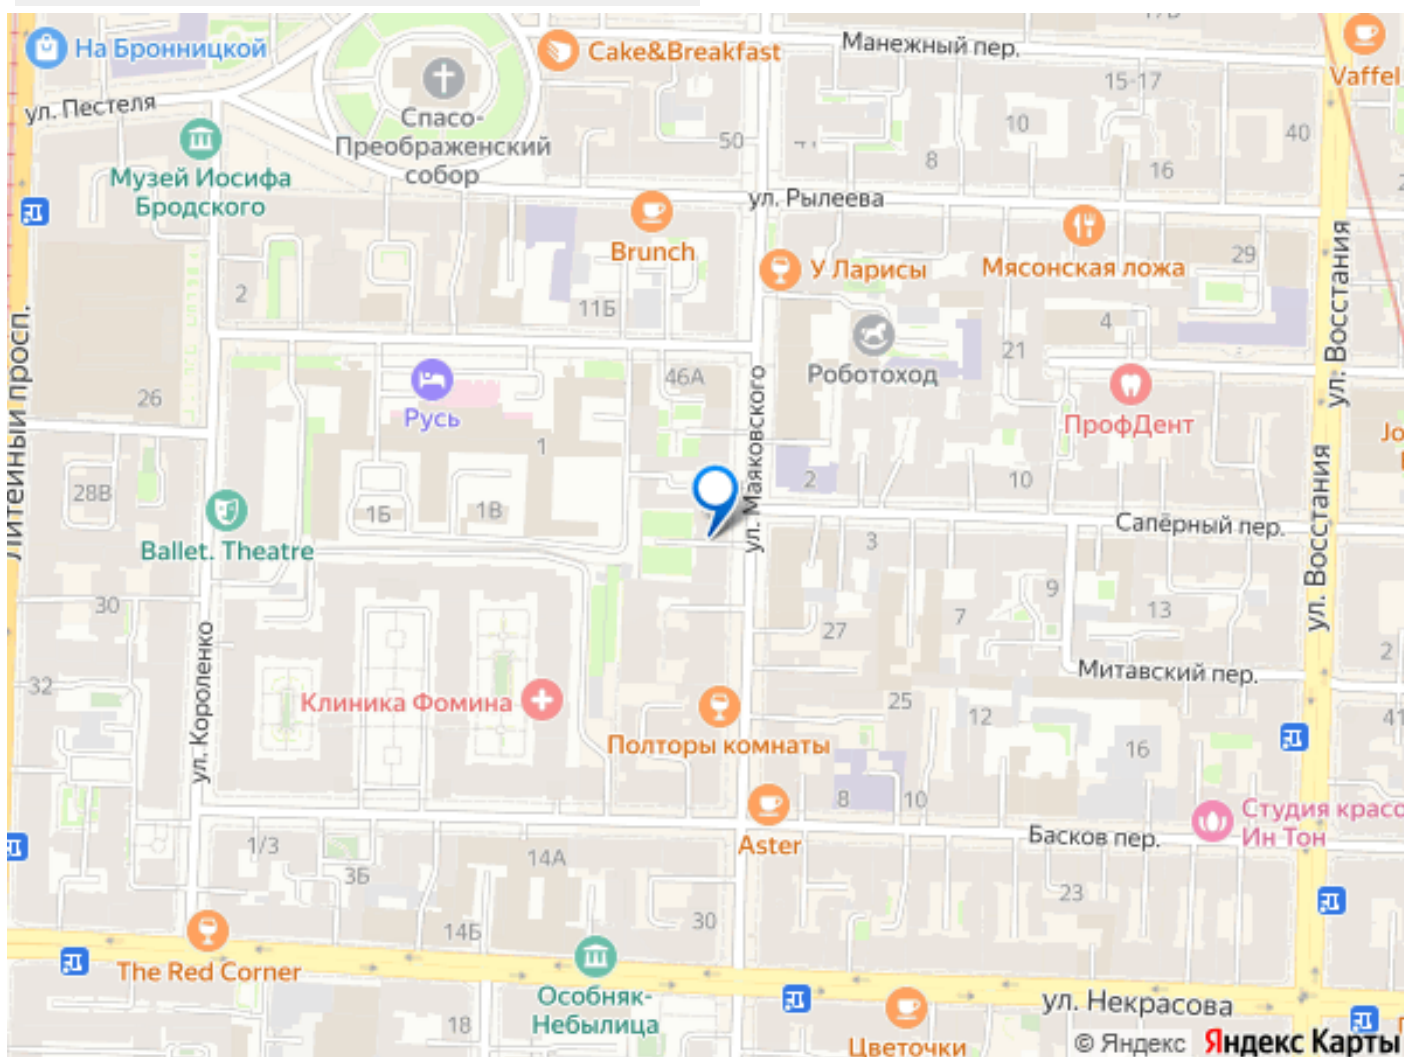 На Бронницкой
Cake&Breakfast
Манежный пер.
Vaffel
15-17
ул. Пестеля
Спасо-
Преображенский
собор
50
10
8
40
16
Музей Иосифа
Бродского
ул. Рылеева
Brunch
У Ларисы
Мясонская ложа
29
2
11Б
4
21
Роботоход
ул. Восстания
Литейный просп.
26
Русь
46А
ул. Маяковского
ПрофДент
1
28В
1Б
1В
2
10
Сапёрный пер.
Ballet. Theatre
3
ул. Восстания
30
9
7
13
27
2
ул. Короленко
32
Митавский пер.
Клиника Фомина
25
12
41
Полторы комнаты
16
8
10
Студия красо
Ин Тон
Aster
Басков пер.
1/3
3Б
14А
23
14Б
30
The Red Corner
Особняк-
Небылица
18
ул. Некрасова
Цветочки
© Яндекс Яндекс Карты